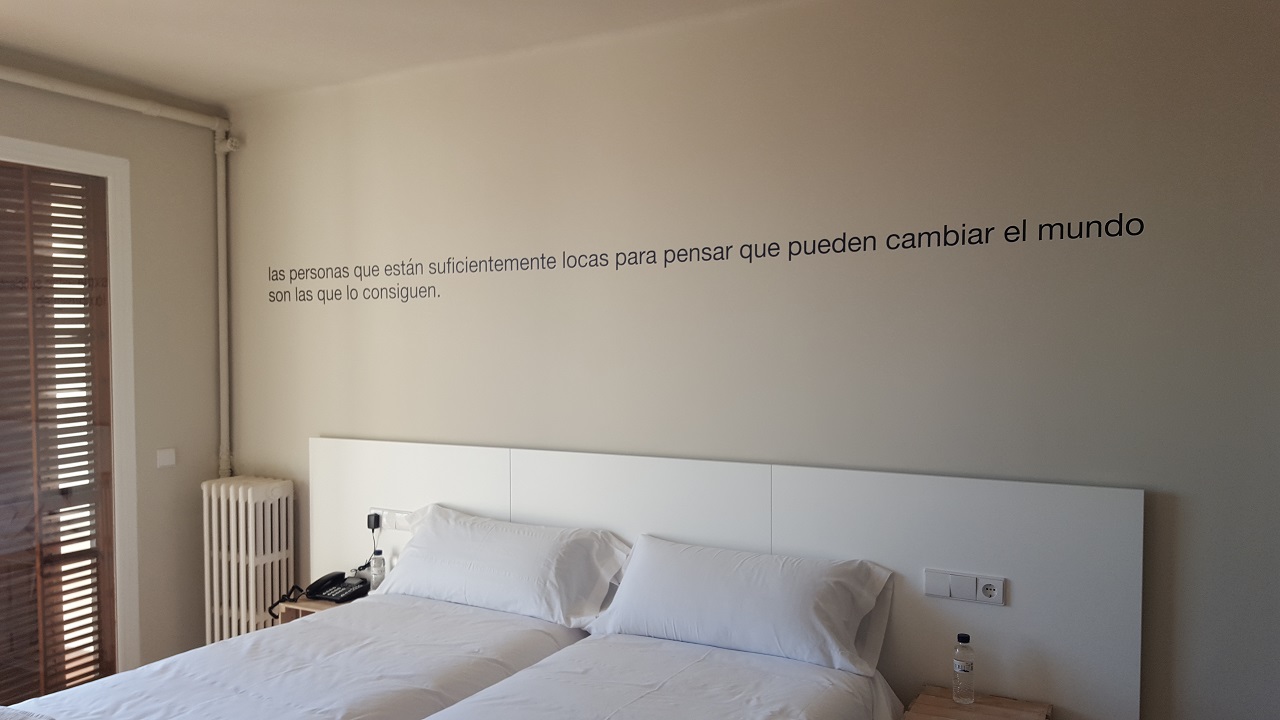 las personas que están suficientemente locas para pensar que pueden cambiar el mundo
son las que lo consiguen.